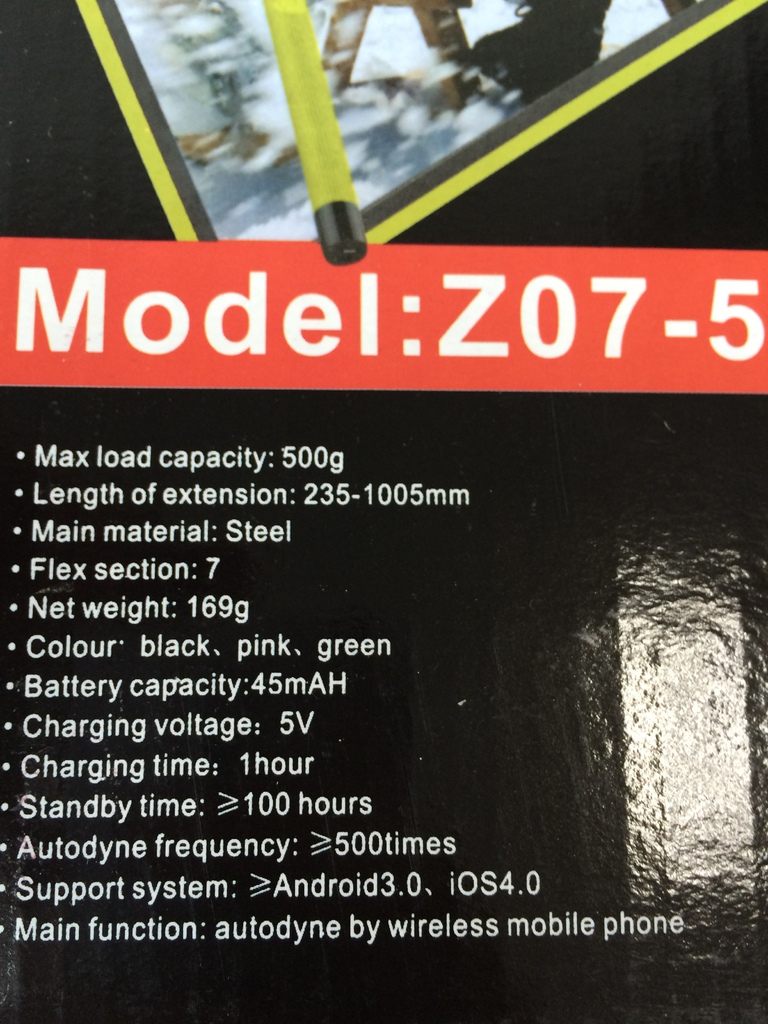 Model:Z07-5
• Max load capacity: 500g
• Length of extension: 235-1005mm
• Main material: Steel
• Flex section: 7
• Net weight: 169g
• Colour: black、pink、green
• Battery capacity:45mAH
• Charging voltage：5V
• Charging time：1hour
• Standby time: ≥100 hours
• Autodyne frequency: ≥500times
• Support system: ≥Android3.0、iOS4.0
• Main function: autodyne by wireless mobile phone